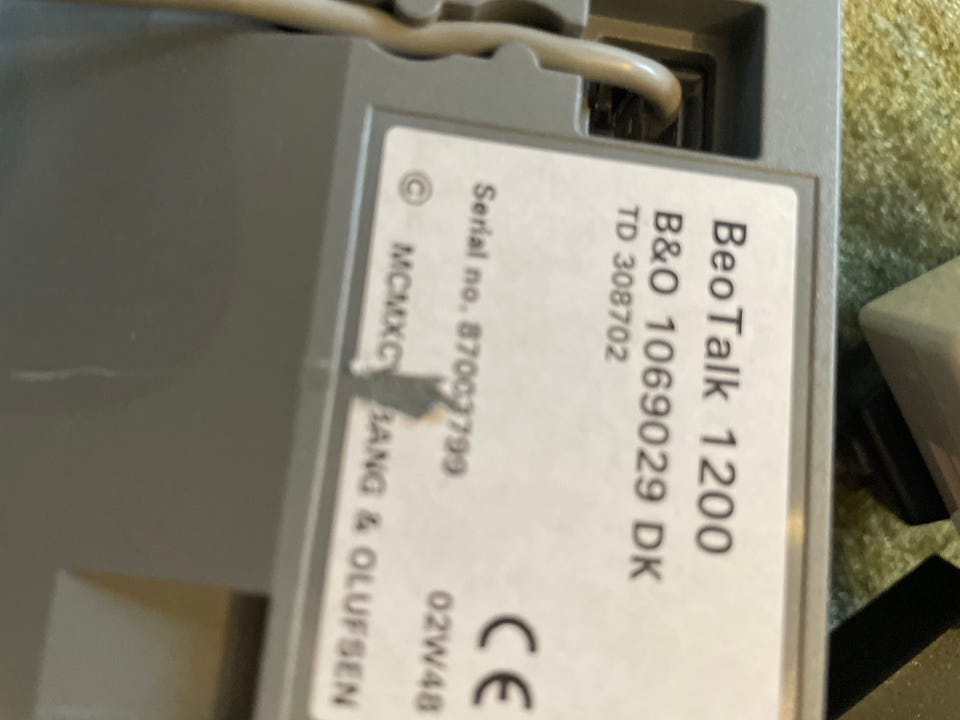 BeoTalk 1200
B&O 1069029 DK
TD 308702
CE
Serial no.
02W48
© BANG & OLUFSEN